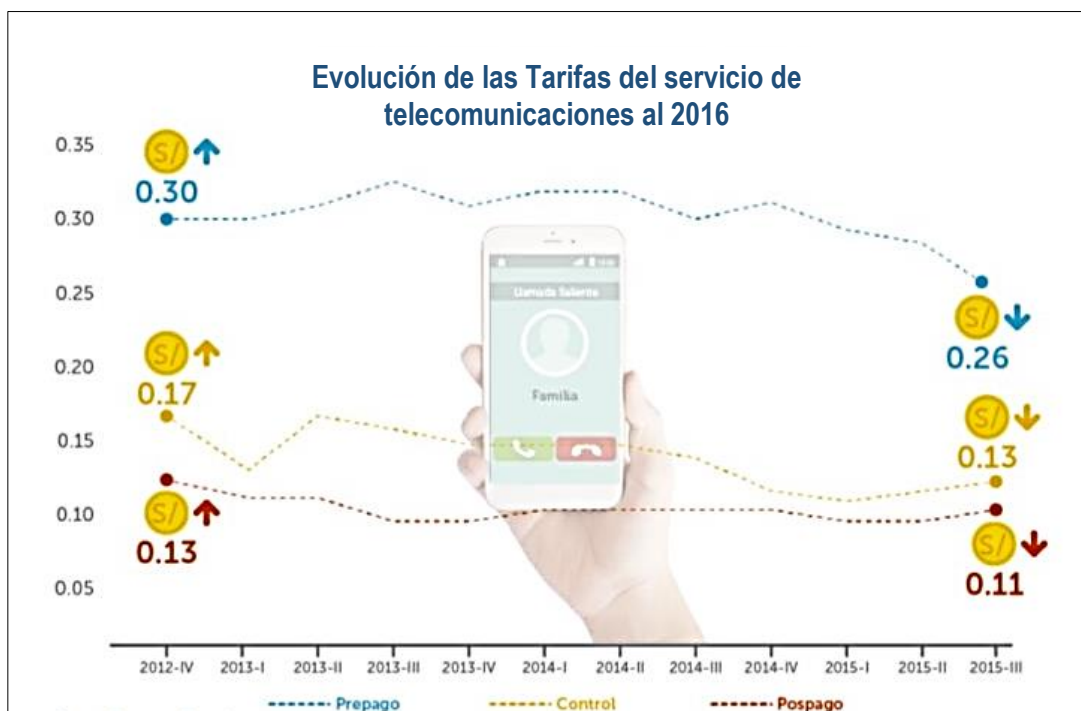 Evolución de las Tarifas del servicio de
telecomunicaciones al 2016
0.35
S/
0.30
0.30
0.25
S/
0.26
S/
0.20
0.17
S/
0.15
0.13
0.10
S/
0.13
S/
0.11
0.05
Llamada Saliente
Familia
2012-IV 2013-I 2013-II 2013-III 2013-IV 2014-I 2014-II 2014-III 2014-IV 2015-I 2015-II 2015-III
Prepago Control Pospago